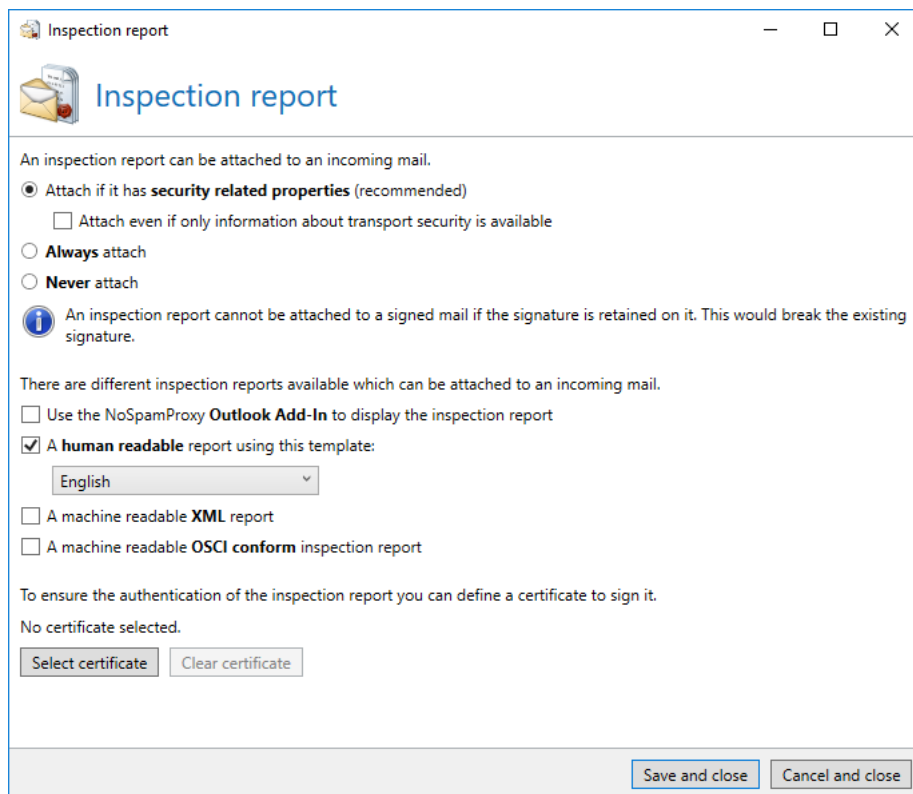 Inspection report
Inspection report
An inspection report can be attached to an incoming mail.
Attach if it has security related properties (recommended)
Attach even if only information about transport security is available
Always attach
Never attach
An inspection report cannot be attached to a signed mail if the signature is retained on it. This would break the existing
signature.
There are different inspection reports available which can be attached to an incoming mail.
Use the NoSpamProxy Outlook Add-In to display the inspection report
A human readable report using this template:
English
A machine readable XML report
A machine readable OSCI conform inspection report
To ensure the authentication of the inspection report you can define a certificate to sign it.
No certificate selected.
Select certificate Clear certificate
Save and close Cancel and close